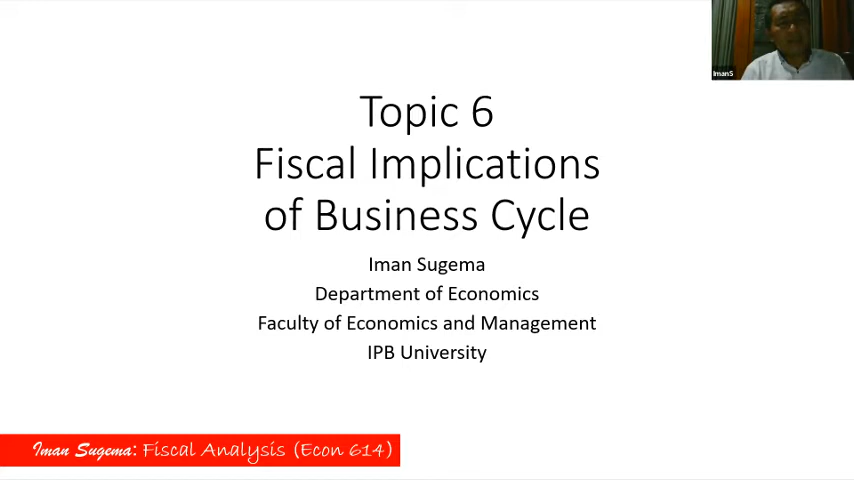 ImanS
Topic 6
Fiscal Implications
of Business Cycle
Iman Sugema
Department of Economics
Faculty of Economics and Management
IPB University
Iman Sugema: Fiscal Analysis (Econ 614)